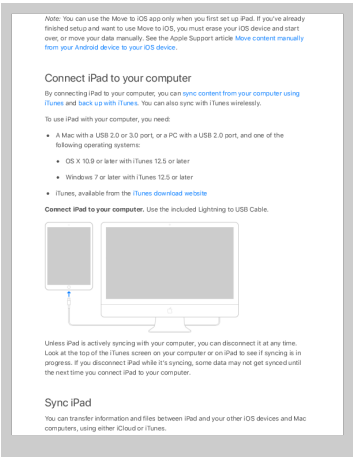 Note: You can use the Move to iOS app only when you first set up iPad. If you've already
finished setup and want to use Move to iOS, you must erase your iOS device and start
over, or move your data manually. See the Apple Support article Move content manually
from your Android device to your iOS device.
Connect iPad to your computer
By connecting iPad to your computer, you can sync content from your computer using
iTunes and back up with iTunes. You can also sync with iTunes wirelessly.
To use iPad with your computer, you need:
• A Mac with a USB 2.0 or 3.0 port, or a PC with a USB 2.0 port, and one of the
following operating systems:
• OS X 10.9 or later with iTunes 12.5 or later
• Windows 7 or later with iTunes 12.5 or later
• iTunes, available from the iTunes download website
Connect iPad to your computer. Use the included Lightning to USB Cable.
Unless iPad is actively syncing with your computer, you can disconnect it at any time.
Look at the top of the iTunes screen on your computer or on iPad to see if syncing is in
progress. If you disconnect iPad while it's syncing, some data may not get synced until
the next time you connect iPad to your computer.
Sync iPad
You can transfer information and files between iPad and your other iOS devices and Mac
computers, using either iCloud or iTunes.